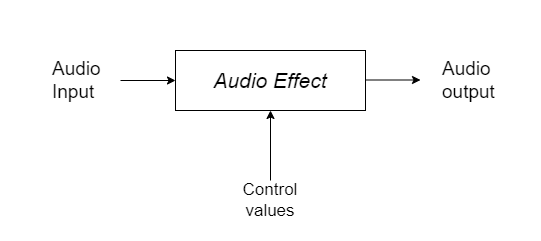 Audio
Input
Audio Effect
Audio
output
Control
values